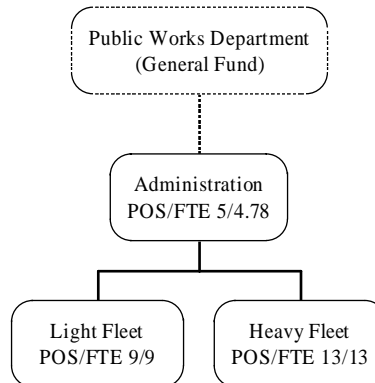 Public Works Department
(General Fund)
Administration
POS/FTE 5/4.78
Light Fleet
POS/FTE 9/9
Heavy Fleet
POS/FTE 13/13